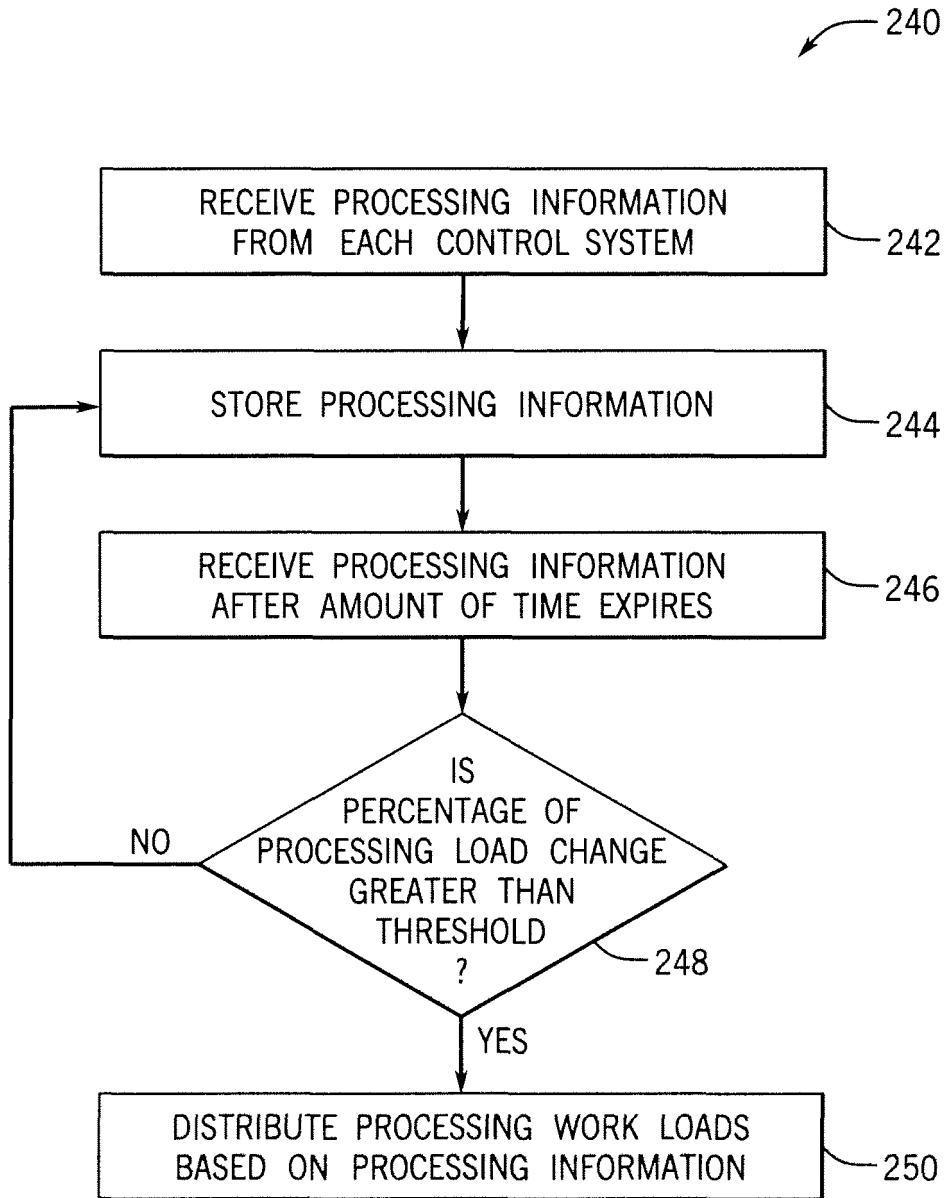 240
RECEIVE PROCESSING INFORMATION
FROM EACH CONTROL SYSTEM
242
STORE PROCESSING INFORMATION
244
RECEIVE PROCESSING INFORMATION
AFTER AMOUNT OF TIME EXPIRES
246
IS
PERCENTAGE OF
PROCESSING LOAD CHANGE
GREATER THAN
THRESHOLD
?
NO
248
YES
DISTRIBUTE PROCESSING WORK LOADS
BASED ON PROCESSING INFORMATION
250